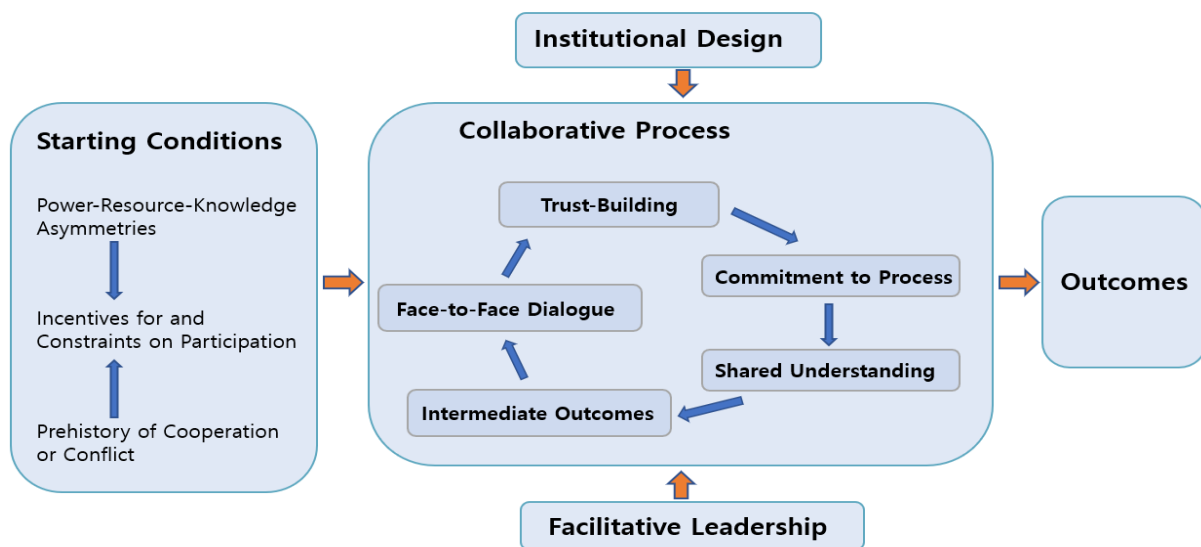 Institutional Design
Starting Conditions
Power-Resource-Knowledge
Asymmetries
Incentives for and
Constraints on Participation
Prehistory of Cooperation
or Conflict
Collaborative Process
Trust-Building
Commitment to Process
Face-to-Face Dialogue
Shared Understanding
Intermediate Outcomes
Outcomes
Facilitative Leadership